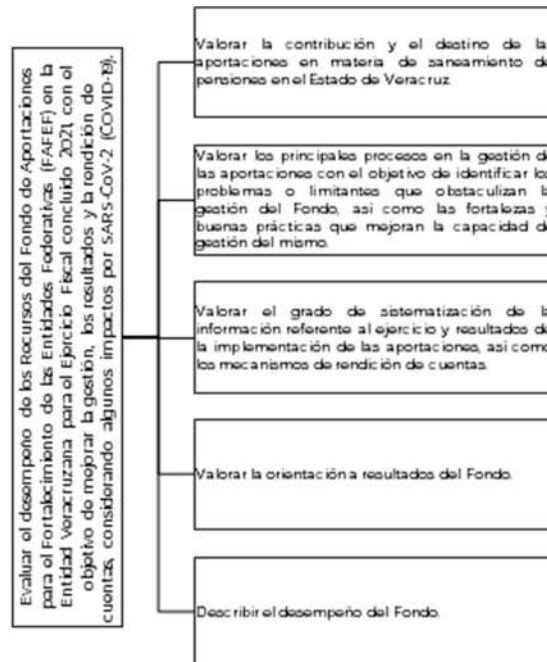 Evaluar el desempeño de los Recursos del Fondo de Aportaciones
para el Fortalecimiento de las Entidades Federativas (FAFEF) en la
Entidad Veracruzana para el Ejercicio Fiscal concluido 2021, con el
objetivo de mejorar la gestión, los resultados y la rendición de
cuentas, considerando algunos impactos por SARS-CoV-2 (COVID-19).
Valorar la contribución y el destino de la
aportaciones en materia de saneamiento de
pensiones en el Estado de Veracruz
Valorar los principales procesos en la gestión de
las aportaciones con el objetivo de identificar los
problemas o limitantes que obstaculizan la
gestión del Fondo, así como las fortalezas y
buenas prácticas que mejoran la capacidad de
gestión del mismo.
Valorar el grado de sistematización de la
información referente al ejercicio y resultados de
la implementación de las aportaciones, así como
los mecanismos de rendición de cuentas.
Valorar la orientación a resultados del Fondo.
Describir el desempeño del Fondo.